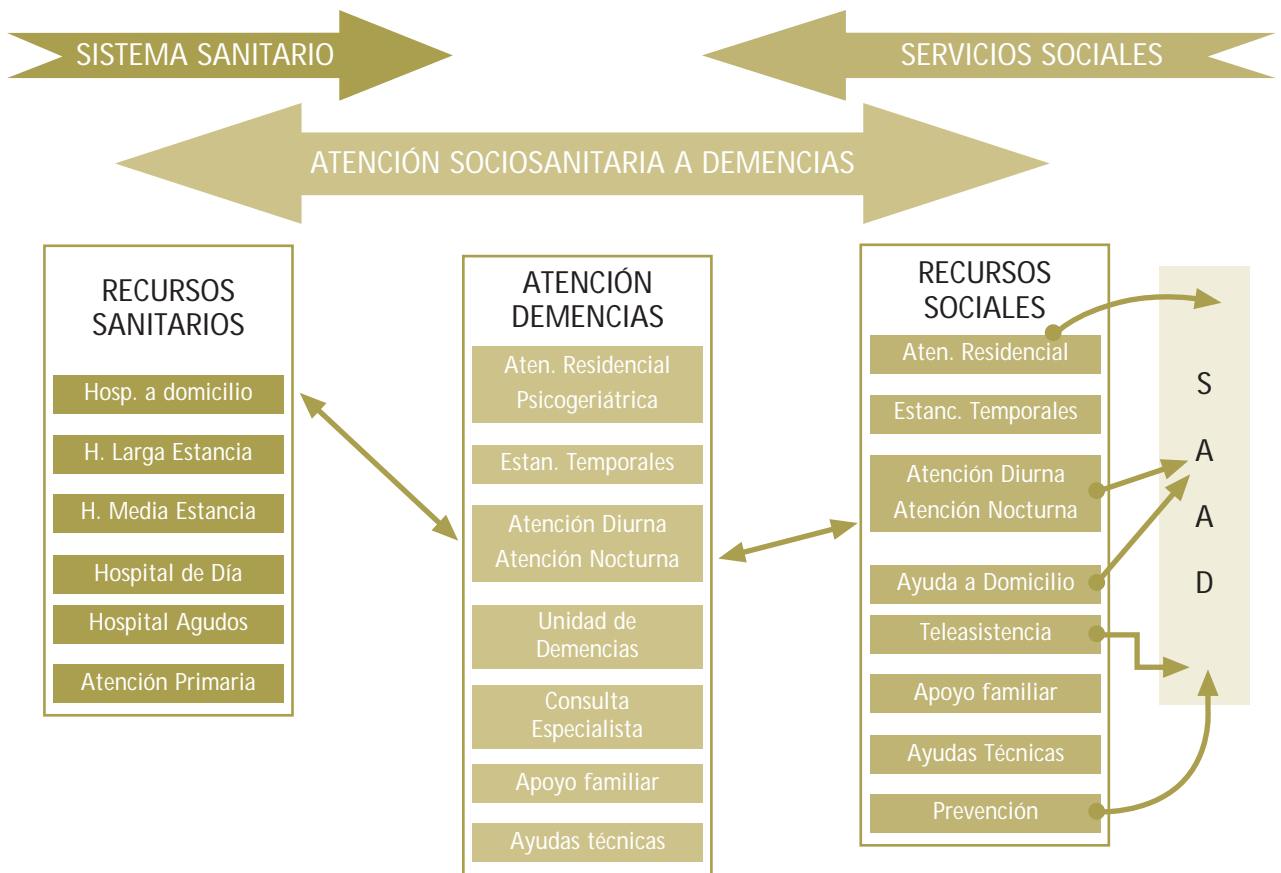 SISTEMA SANITARIO
SERVICIOS SOCIALES
ATENCIÓN SOCIOSANITARIA A DEMENCIAS
RECURSOS
SANITARIOS
Hosp. a domicilio
H. Larga Estancia
H. Media Estancia
Hospital de Día
Hospital Agudos
Atención Primaria
ATENCIÓN
DEMENCIAS
Aten. Residencial
Psicogeriátrica
Estan. Temporales
Atención Diurna
Atención Nocturna
Unidad de
Demencias
Consulta
Especialista
Apoyo familiar
Ayudas técnicas
RECURSOS
SOCIALES
Aten. Residencial
Estanc. Temporales
Atención Diurna
Atención Nocturna
Ayuda a Domicilio
Teleasistencia
Apoyo familiar
Ayudas Técnicas
Prevención
S
A
A
D